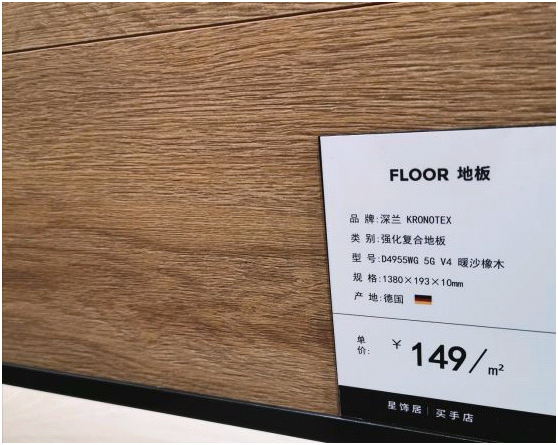 FLOOR 地板
品 牌:深兰 KRONOTEX
类 别:强化复合地板
型 号:D4955WG 5G V4 暖沙橡木
规 格:1380×193×10mm
产 地:德国
单价: ¥ 149/m²
星饰居 | 买手店